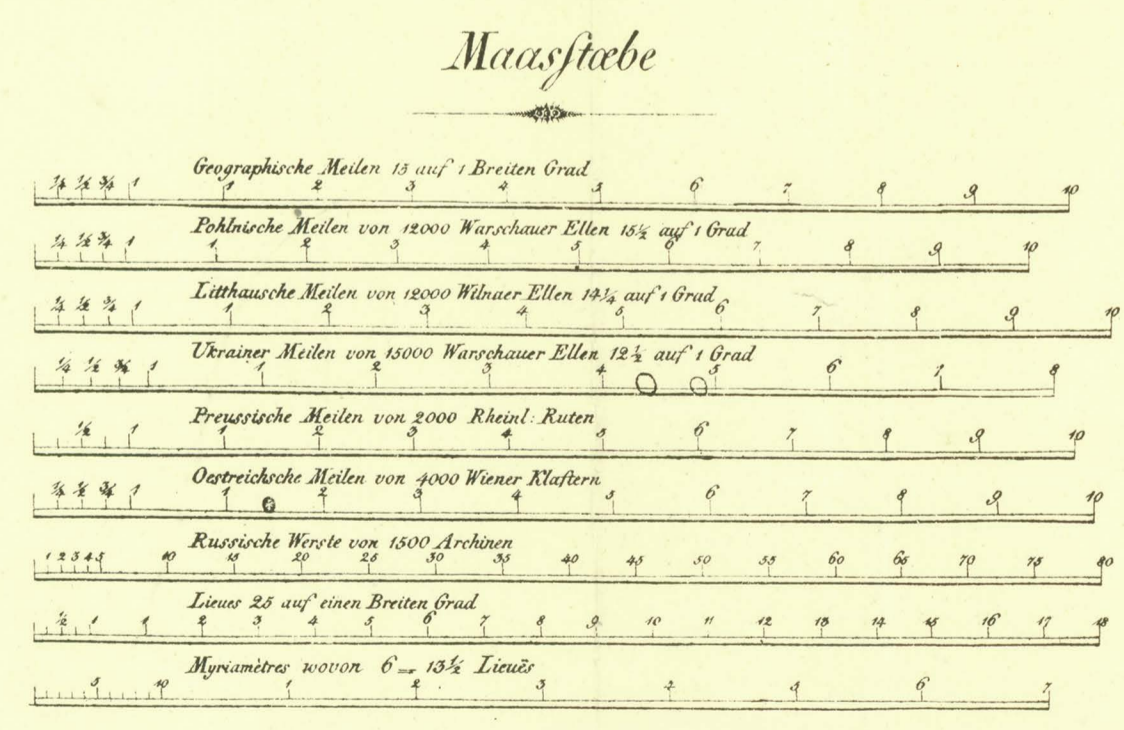 Maasstæbe
Geographische Meilen 15 auf 1 Breiten Grad
¼ ½ ¾ 1 1 2 3 4 5 6 7 8 9 10
Pohlnische Meilen von 12000 Warschauer Ellen 15½ auf 1 Grad
¼ ½ ¾ 1 1 2 3 4 5 6 7 8 9 10
Litthausche Meilen von 12000 Wilnaer Ellen 14¼ auf 1 Grad
¼ ½ ¾ 1 1 2 3 4 5 6 7 8 9 10
Ukrainer Meilen von 15000 Warschauer Ellen 12½ auf 1 Grad
¼ ½ ¾ 1 1 2 3 4 5 6 7 8
Preussische Meilen von 2000 Rheinl: Ruten
½ 1 1 2 3 4 5 6 7 8 9 10
Oestreichsche Meilen von 4000 Wiener Klaftern
¼ ½ ¾ 1 1 2 3 4 5 6 7 8 9 10
Russische Werste von 1500 Archinen
1 2 3 4 5 10 15 20 25 30 35 40 45 50 55 60 65 70 75 80
Lieues 25 auf einen Breiten Grad
½ 1 1 2 3 4 5 6 7 8 9 10 11 12 13 14 15 16 17 18
Myriamètres wovon 6 = 13½ Lieuës
5 10 1 2 3 4 5 6 7